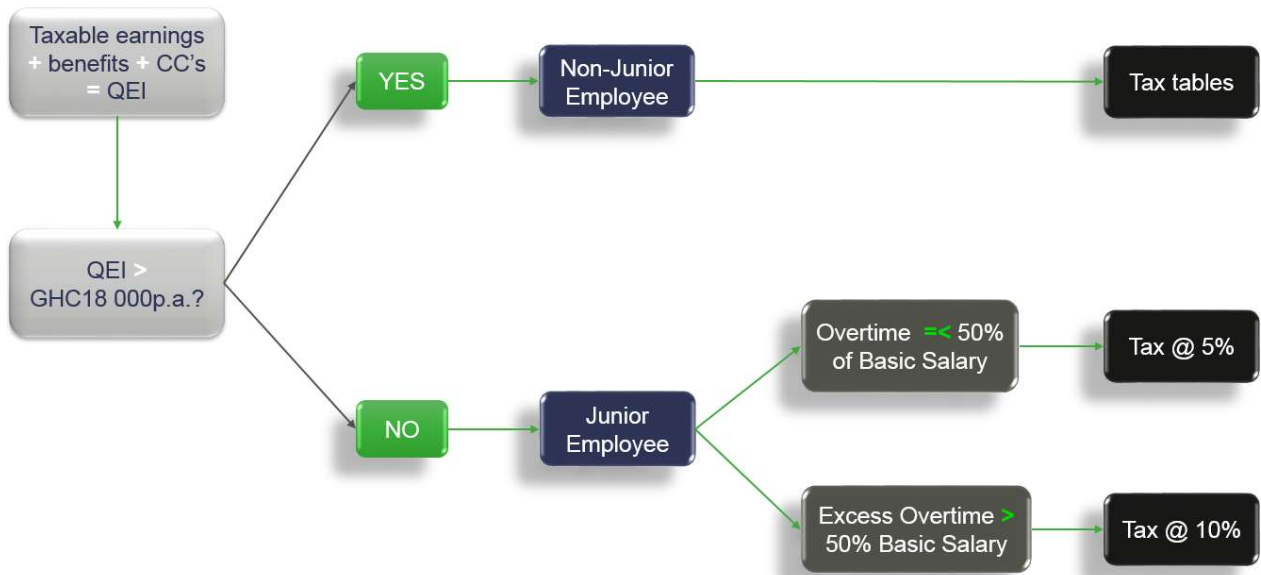 Taxable earnings
+ benefits + CC's
= QEI
YES
Non-Junior
Employee
Tax tables
QEI >
GHC18 000p.a.?
Overtime =< 50%
of Basic Salary
Tax @ 5%
NO
Junior
Employee
Excess Overtime >
50% Basic Salary
Tax @ 10%